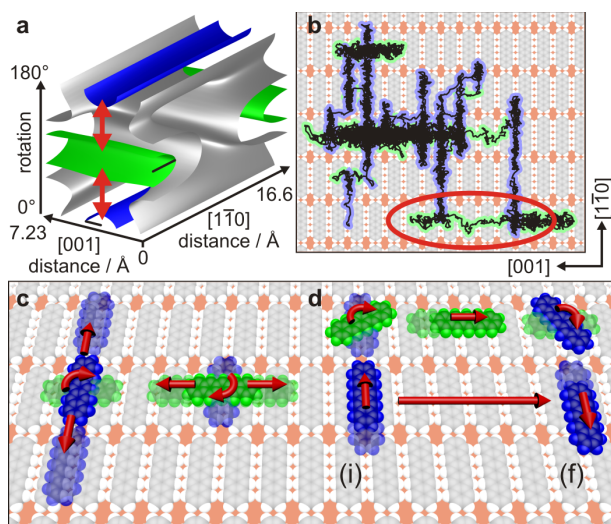 a
180°
rotation
0°
7.23
[001]
distance / Å
0
[11̅0]
distance / Å
16.6
b
[001]
[11̅0]
c
d
(i)
(f)